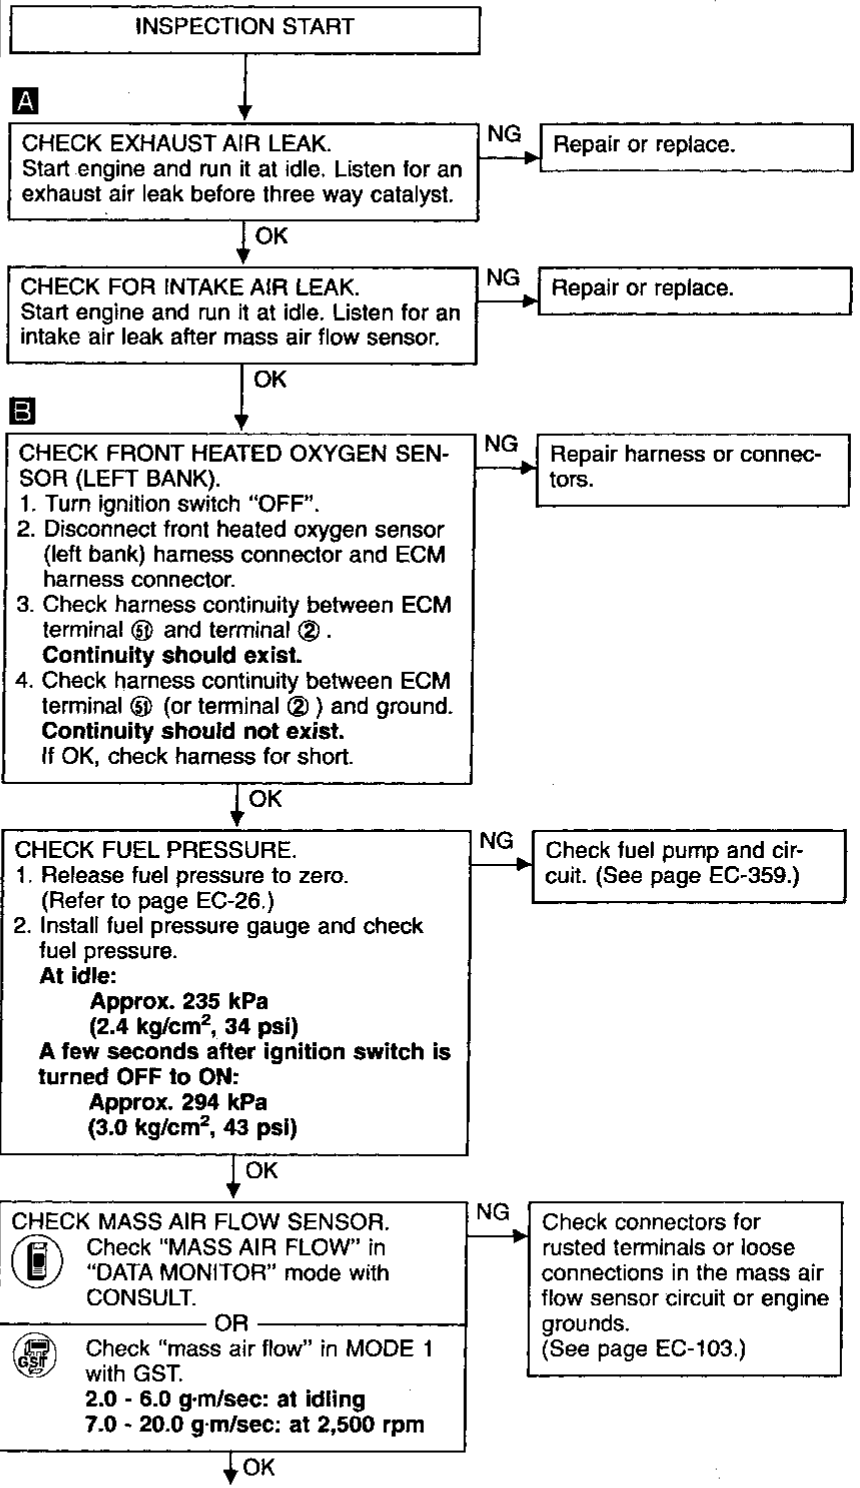 INSPECTION START
A
CHECK EXHAUST AIR LEAK.
Start engine and run it at idle. Listen for an
exhaust air leak before three way catalyst.
NG
Repair or replace.
OK
CHECK FOR INTAKE AIR LEAK.
Start engine and run it at idle. Listen for an
intake air leak after mass air flow sensor.
NG
Repair or replace.
OK
B
CHECK FRONT HEATED OXYGEN SEN-
SOR (LEFT BANK).
1. Turn ignition switch “OFF”.
2. Disconnect front heated oxygen sensor
(left bank) harness connector and ECM
harness connector.
3. Check harness continuity between ECM
terminal 51 and terminal ② .
Continuity should exist.
4. Check harness continuity between ECM
terminal 51 (or terminal ② ) and ground.
Continuity should not exist.
If OK, check harness for short.
NG
Repair harness or connec-
tors.
OK
CHECK FUEL PRESSURE.
1. Release fuel pressure to zero.
(Refer to page EC-26.)
2. Install fuel pressure gauge and check
fuel pressure.
At idle:
Approx. 235 kPa
(2.4 kg/cm², 34 psi)
A few seconds after ignition switch is
turned OFF to ON:
Approx. 294 kPa
(3.0 kg/cm², 43 psi)
NG
Check fuel pump and cir-
cuit. (See page EC-359.)
OK
CHECK MASS AIR FLOW SENSOR.
Check “MASS AIR FLOW” in
“DATA MONITOR” mode with
CONSULT.
OR
GST
Check “mass air flow” in MODE 1
with GST.
2.0 - 6.0 g·m/sec: at idling
7.0 - 20.0 g·m/sec: at 2,500 rpm
NG
Check connectors for
rusted terminals or loose
connections in the mass air
flow sensor circuit or engine
grounds.
(See page EC-103.)
OK